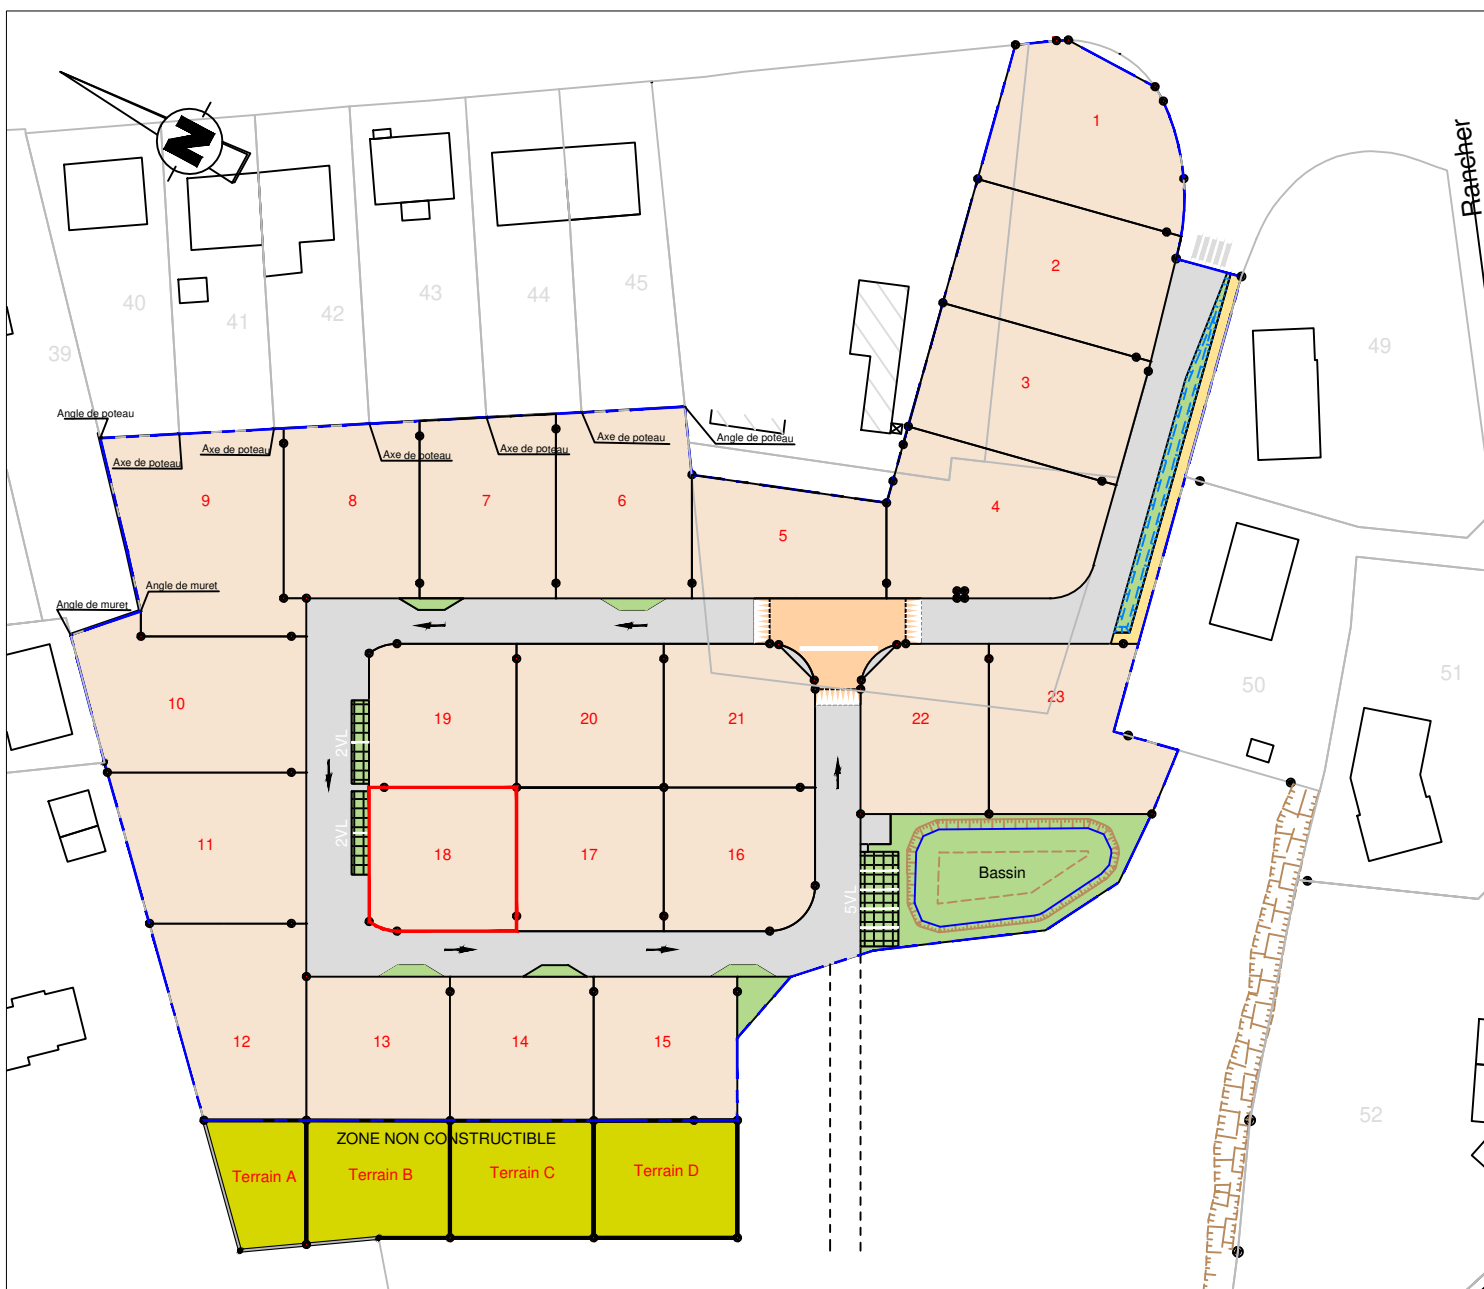 1
Rancher
N
2
40
41
42
43
44
45
39
49
3
Angle de poteau
Axe de poteau
Axe de poteau
Axe de poteau
Axe de poteau
Axe de poteau
Angle de poteau
9
8
7
6
5
4
Angle de muret
Angle de muret
10
19
20
21
22
23
50
51
2VL
2VL
11
18
17
16
5VL
Bassin
12
13
14
15
52
ZONE NON CONSTRUCTIBLE
Terrain A
Terrain B
Terrain C
Terrain D